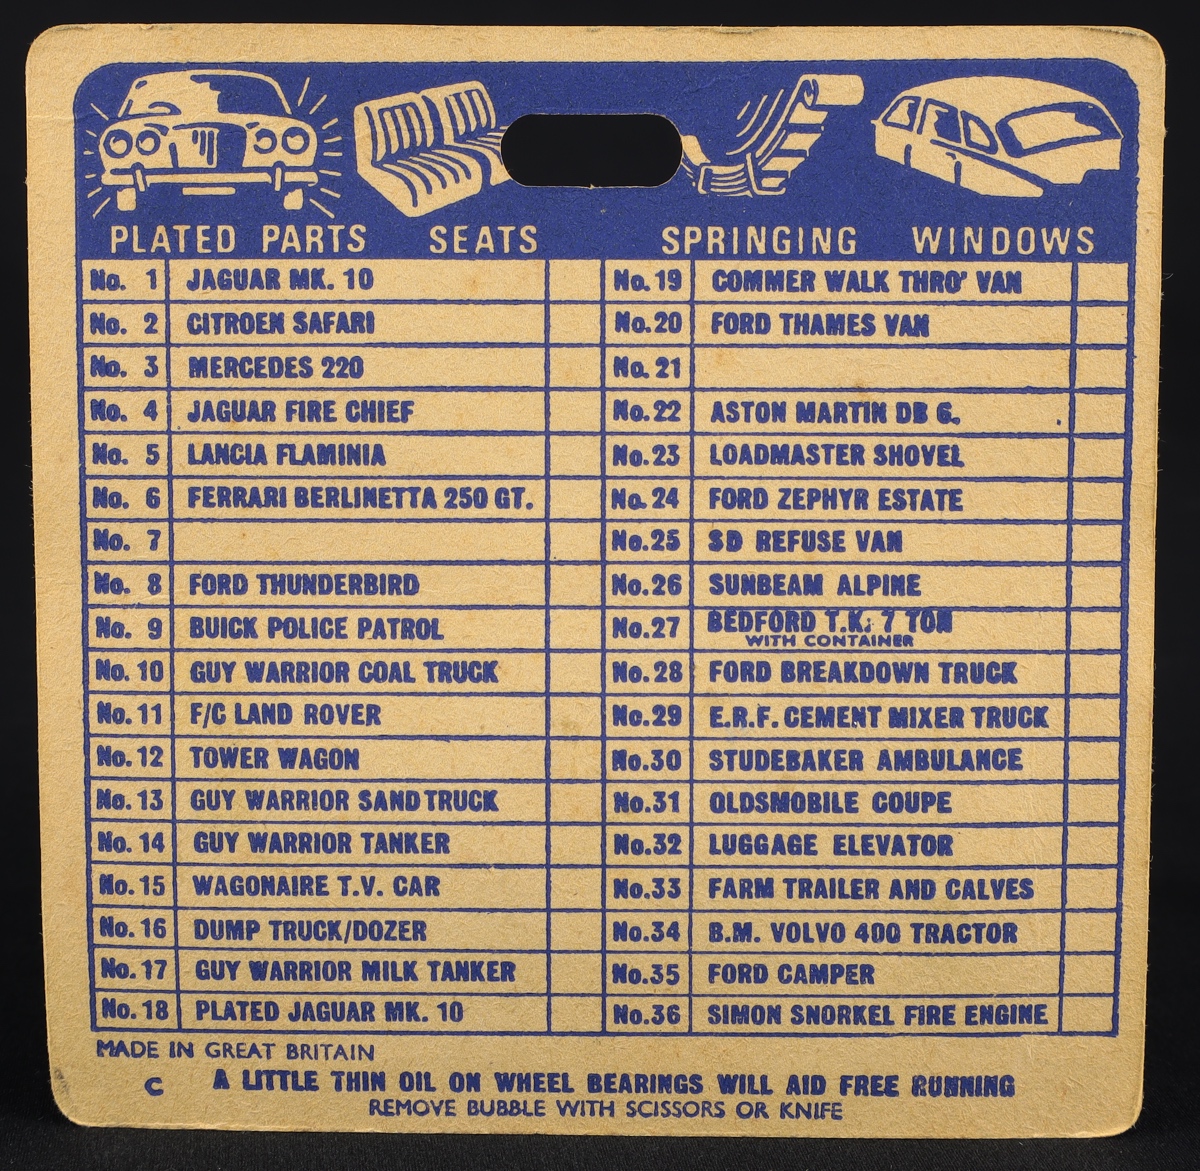 PLATED PARTS SEATS SPRINGING WINDOWS
No. 1 JAGUAR MK. 10
No. 2 CITROEN SAFARI
No. 3 MERCEDES 220
No. 4 JAGUAR FIRE CHIEF
No. 5 LANCIA FLAMINIA
No. 6 FERRARI BERLINETTA 250 GT.
No. 7
No. 8 FORD THUNDERBIRD
No. 9 BUICK POLICE PATROL
No. 10 GUY WARRIOR COAL TRUCK
No. 11 F/C LAND ROVER
No. 12 TOWER WAGON
No. 13 GUY WARRIOR SAND TRUCK
No. 14 GUY WARRIOR TANKER
No. 15 WAGONAIRE T.V. CAR
No. 16 DUMP TRUCK/DOZER
No. 17 GUY WARRIOR MILK TANKER
No. 18 PLATED JAGUAR MK. 10
No. 19 COMMER WALK THRO' VAN
No. 20 FORD THAMES VAN
No. 21
No. 22 ASTON MARTIN DB 6.
No. 23 LOADMASTER SHOVEL
No. 24 FORD ZEPHYR ESTATE
No. 25 SD REFUSE VAN
No. 26 SUNBEAM ALPINE
No. 27 BEDFORD T.K. 7 TON
WITH CONTAINER
No. 28 FORD BREAKDOWN TRUCK
No. 29 E.R.F. CEMENT MIXER TRUCK
No. 30 STUDEBAKER AMBULANCE
No. 31 OLDSMOBILE COUPE
No. 32 LUGGAGE ELEVATOR
No. 33 FARM TRAILER AND CALVES
No. 34 B.M. VOLVO 400 TRACTOR
No. 35 FORD CAMPER
No. 36 SIMON SNORKEL FIRE ENGINE
MADE IN GREAT BRITAIN
C A LITTLE THIN OIL ON WHEEL BEARINGS WILL AID FREE RUNNING
REMOVE BUBBLE WITH SCISSORS OR KNIFE